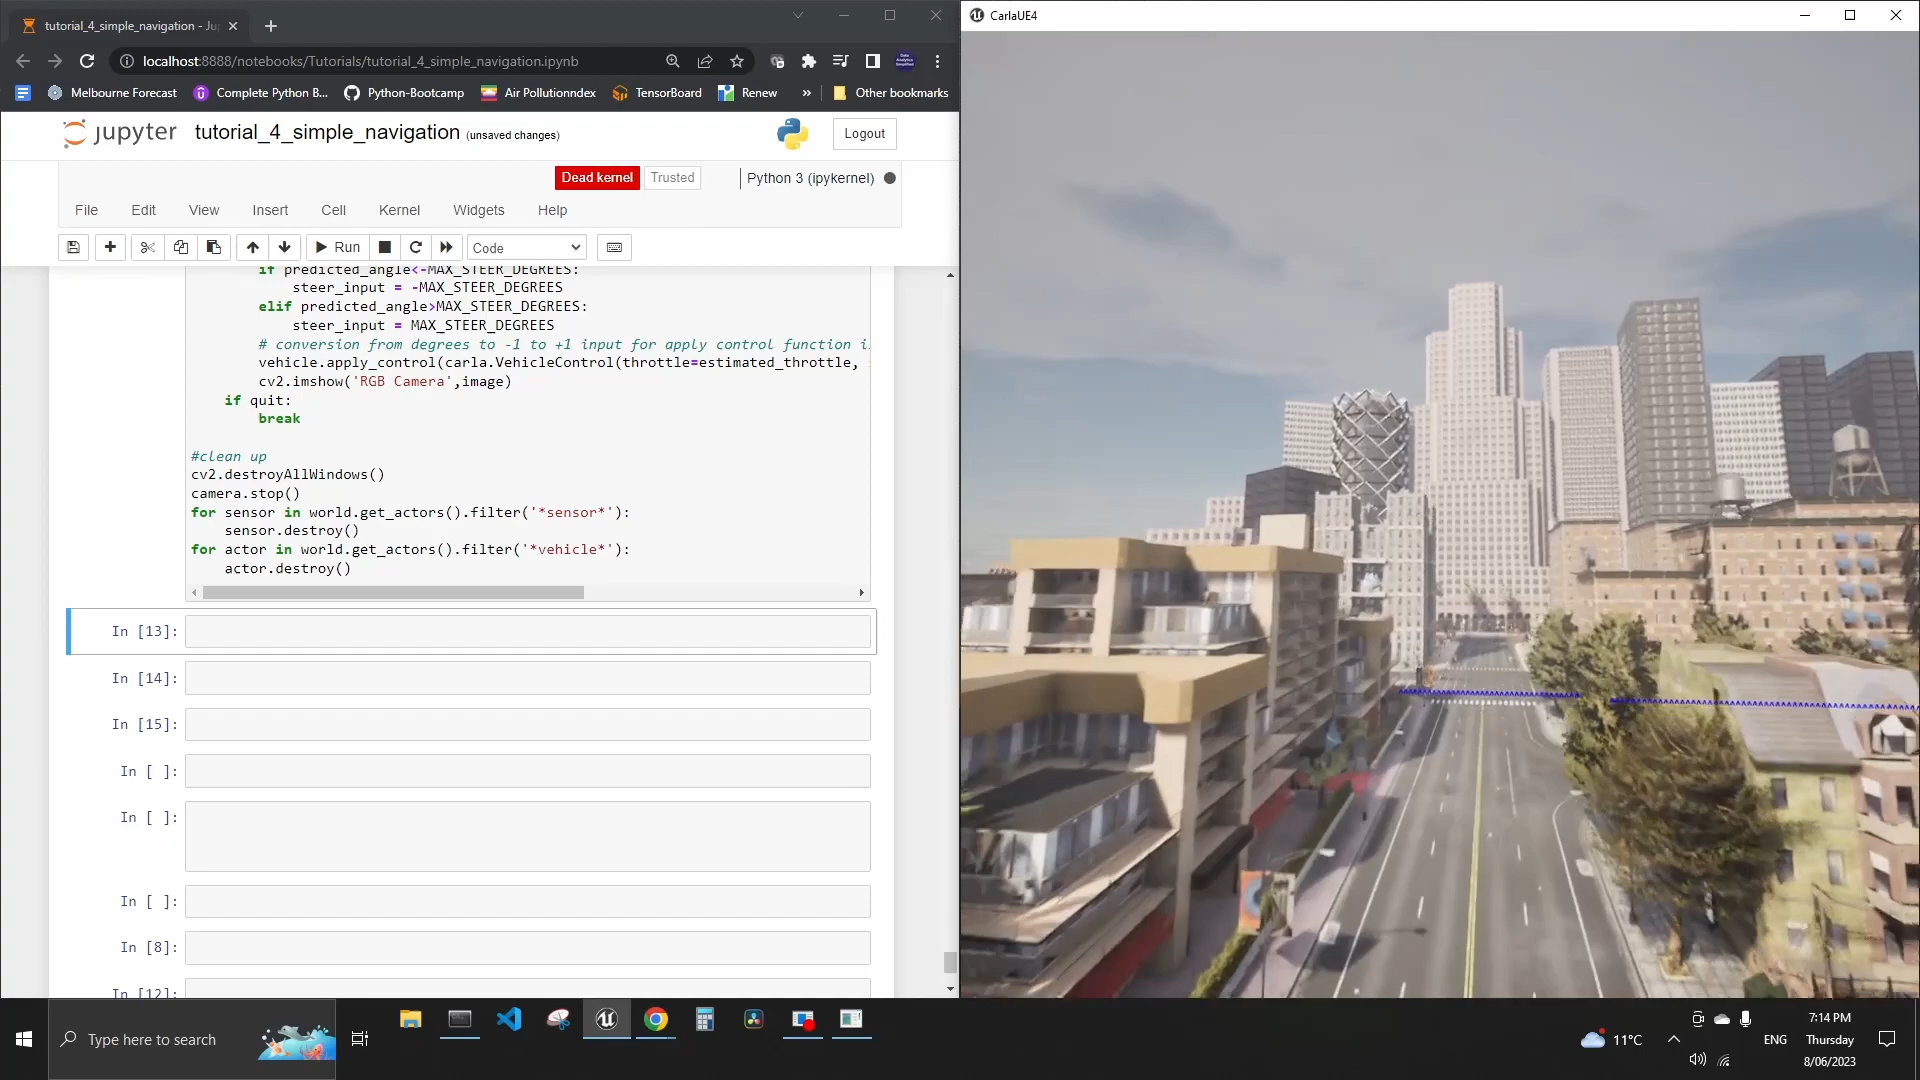 tutorial_4_simple_navigation - Ju
CarlaUE4
localhost:8888/notebooks/Tutorials/tutorial_4_simple_navigation.ipynb
Melbourne Forecast
Complete Python B...
Python-Bootcamp
Air Pollutionndex
TensorBoard
Renew
»
Other bookmarks
jupyter tutorial_4_simple_navigation (unsaved changes)
Logout
Dead kernel
Trusted
Python 3 (ipykernel)
File Edit View Insert Cell Kernel Widgets Help
Run
Code
if predicted_angle<-MAX_STEER_DEGREES:
steer_input = -MAX_STEER_DEGREES
elif predicted_angle>MAX_STEER_DEGREES:
steer_input = MAX_STEER_DEGREES
# conversion from degrees to -1 to +1 input for apply control function i
vehicle.apply_control(carla.VehicleControl(throttle=estimated_throttle,
cv2.imshow('RGB Camera',image)
if quit:
break
#clean up
cv2.destroyAllWindows()
camera.stop()
for sensor in world.get_actors().filter('*sensor*'):
sensor.destroy()
for actor in world.get_actors().filter('*vehicle*'):
actor.destroy()
In [13]:
In [14]:
In [15]:
In [ ]:
In [ ]:
In [ ]:
In [8]:
In [12]:
Type here to search
11°C
ENG
7:14 PM
Thursday
8/06/2023